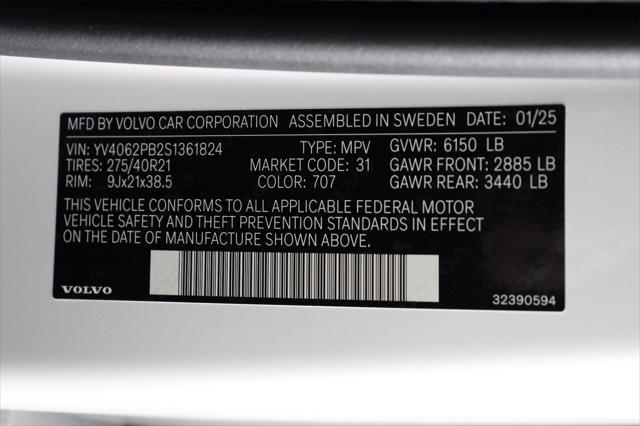 MFD BY VOLVO CAR CORPORATION ASSEMBLED IN SWEDEN DATE: 01/25
VIN: YV4062PB2S1361824 TYPE: MPV GVWR: 6150 LB
TIRES: 275/40R21 MARKET CODE: 31 GAWR FRONT: 2885 LB
RIM: 9Jx21x38.5 COLOR: 707 GAWR REAR: 3440 LB
THIS VEHICLE CONFORMS TO ALL APPLICABLE FEDERAL MOTOR
VEHICLE SAFETY AND THEFT PREVENTION STANDARDS IN EFFECT
ON THE DATE OF MANUFACTURE SHOWN ABOVE.
VOLVO 32390594